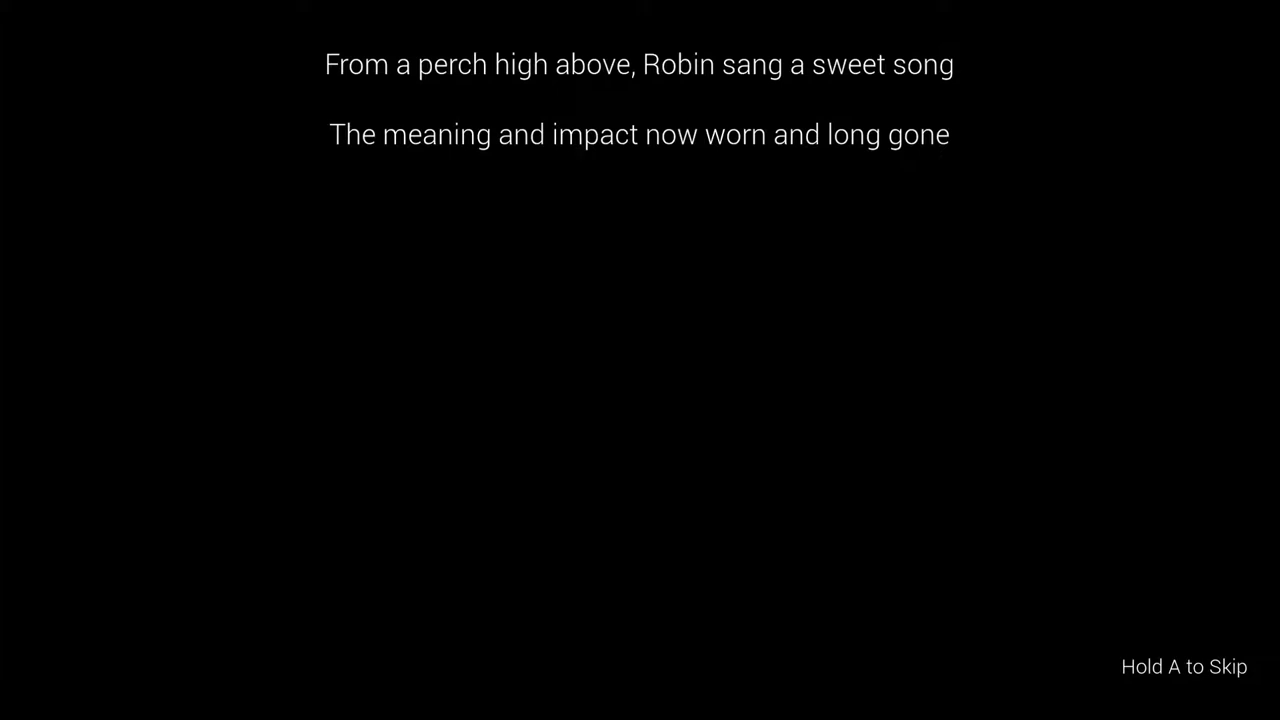 From a perch high above, Robin sang a sweet song
The meaning and impact now worn and long gone
Hold A to Skip